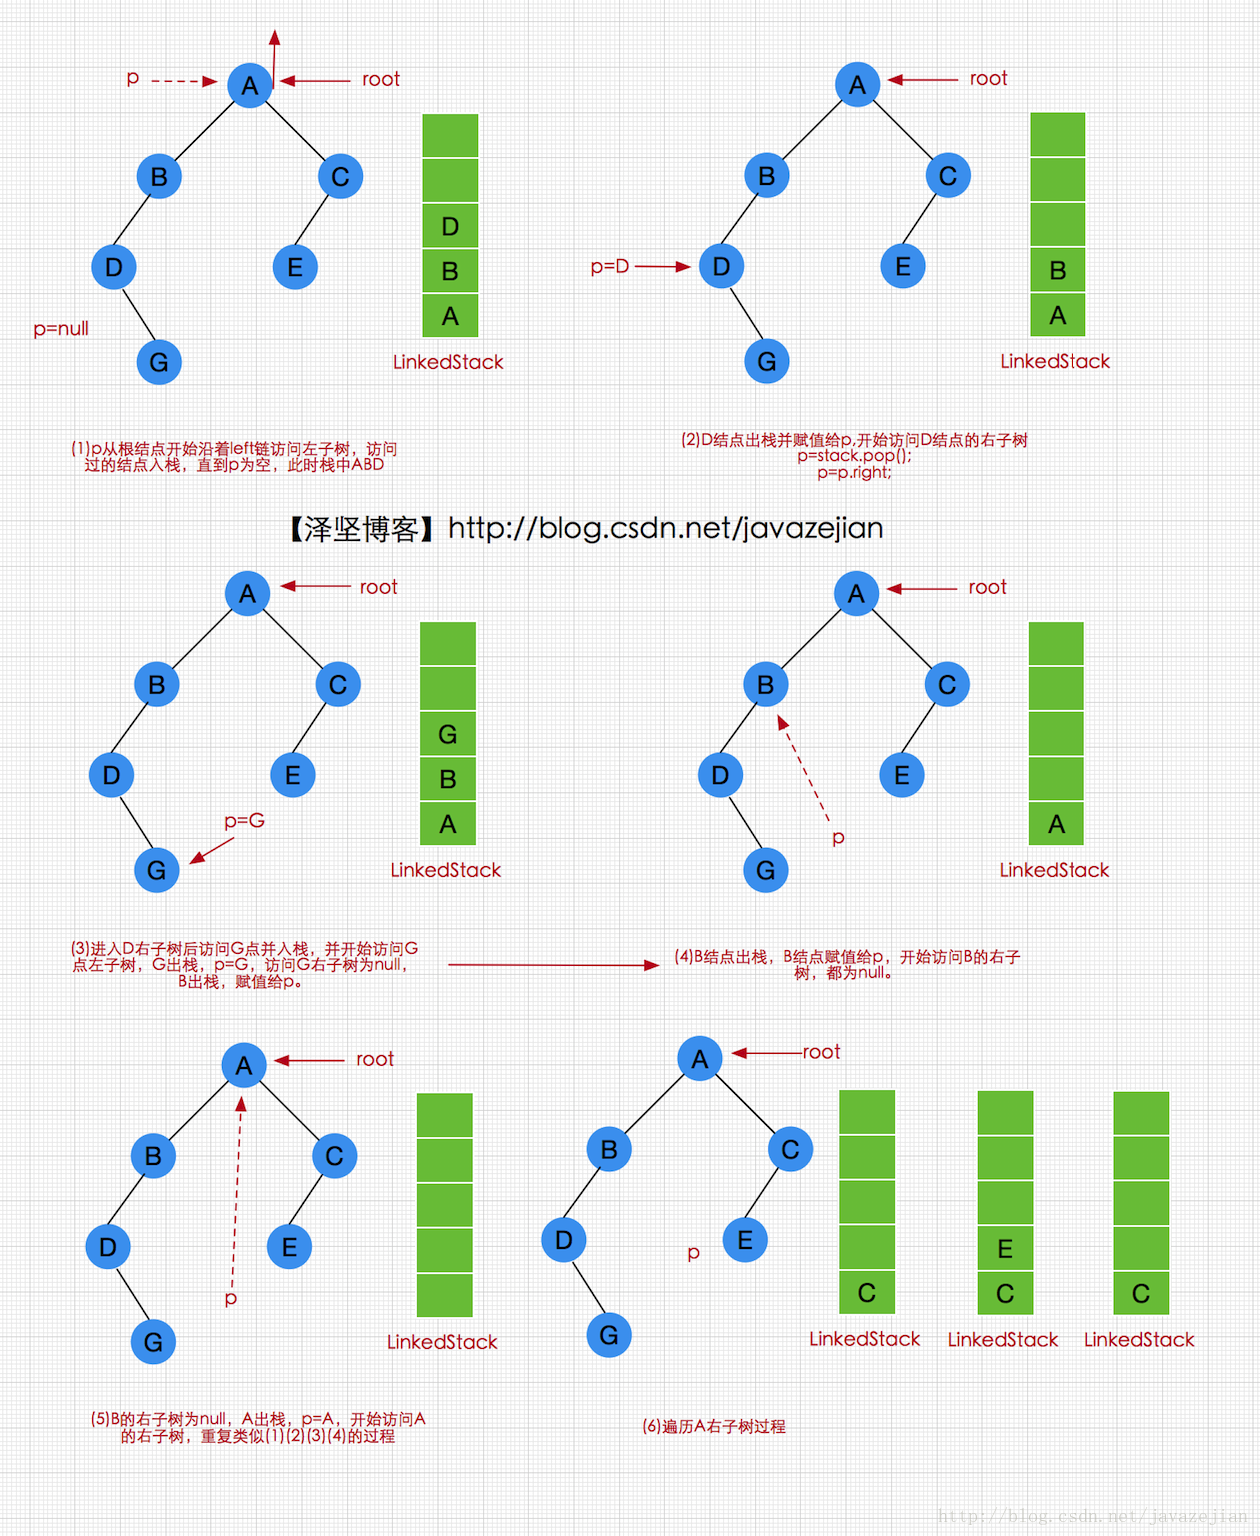 p
A
root
B
C
D
E
p=null
G
D
B
A
LinkedStack
(1)p从根结点开始沿着left链访问左子树，访问
过的结点入栈，直到p为空，此时栈中ABD
A
root
B
C
p=D
D
E
G
B
A
LinkedStack
(2)D结点出栈并赋值给p,开始访问D结点的右子树
p=stack.pop();
p=p.right;
【泽坚博客】http://blog.csdn.net/javazejian
A
root
B
C
D
E
p=G
G
G
B
A
LinkedStack
(3)进入D右子树后访问G点并入栈，并开始访问G
点左子树，G出栈，p=G，访问G右子树为null，
B出栈，赋值给p。
A
root
B
C
D
E
p
G
A
LinkedStack
(4)B结点出栈，B结点赋值给p，开始访问B的右子
树，都为null。
A
root
B
C
D
E
p
G
LinkedStack
(5)B的右子树为null，A出栈，p=A，开始访问A
的右子树，重复类似(1)(2)(3)(4)的过程
A
root
B
C
D
p
E
G
C
LinkedStack
E
C
LinkedStack
C
LinkedStack
(6)遍历A右子树过程
http://blog.csdn.net/javazejian